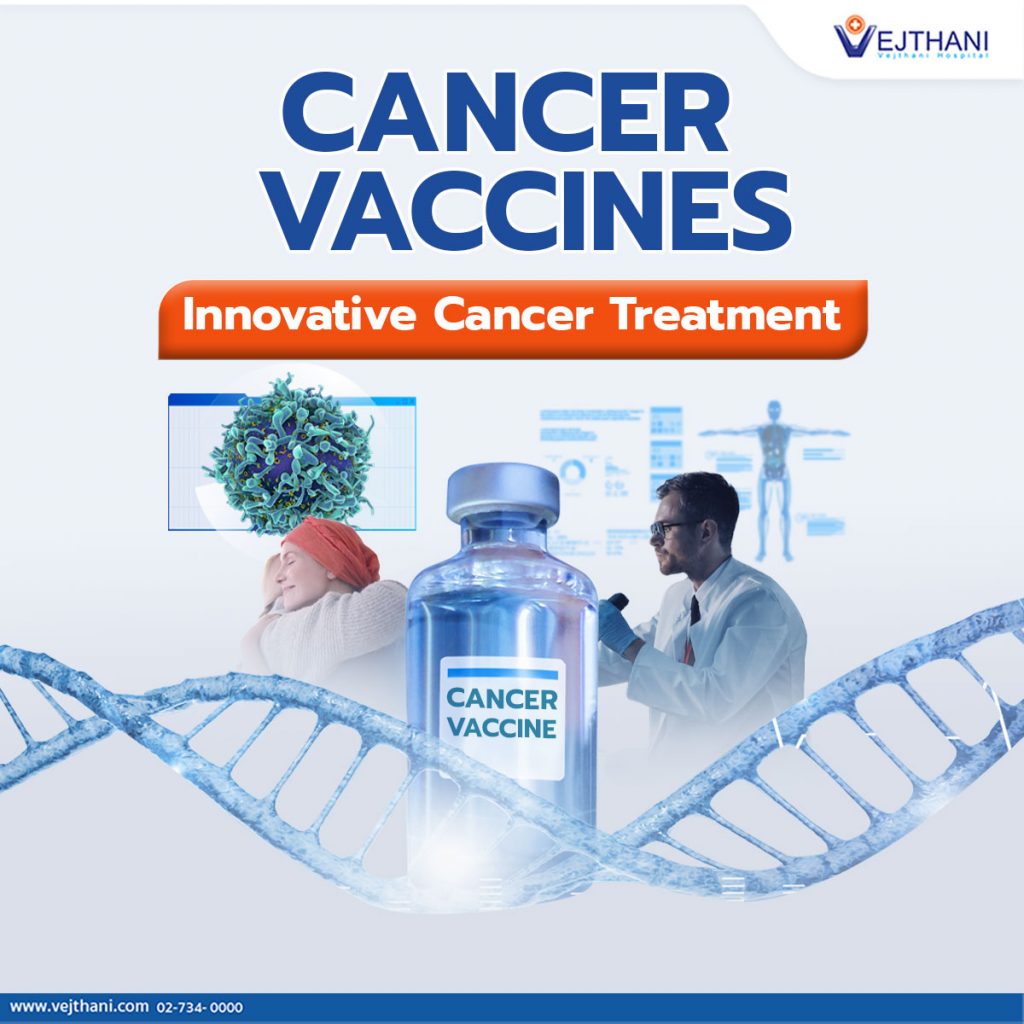 VEJTHANI
Vejthani Hospital
CANCER
VACCINES
Innovative Cancer Treatment
CANCER
VACCINE
www.vejthani.com 02-734-0000